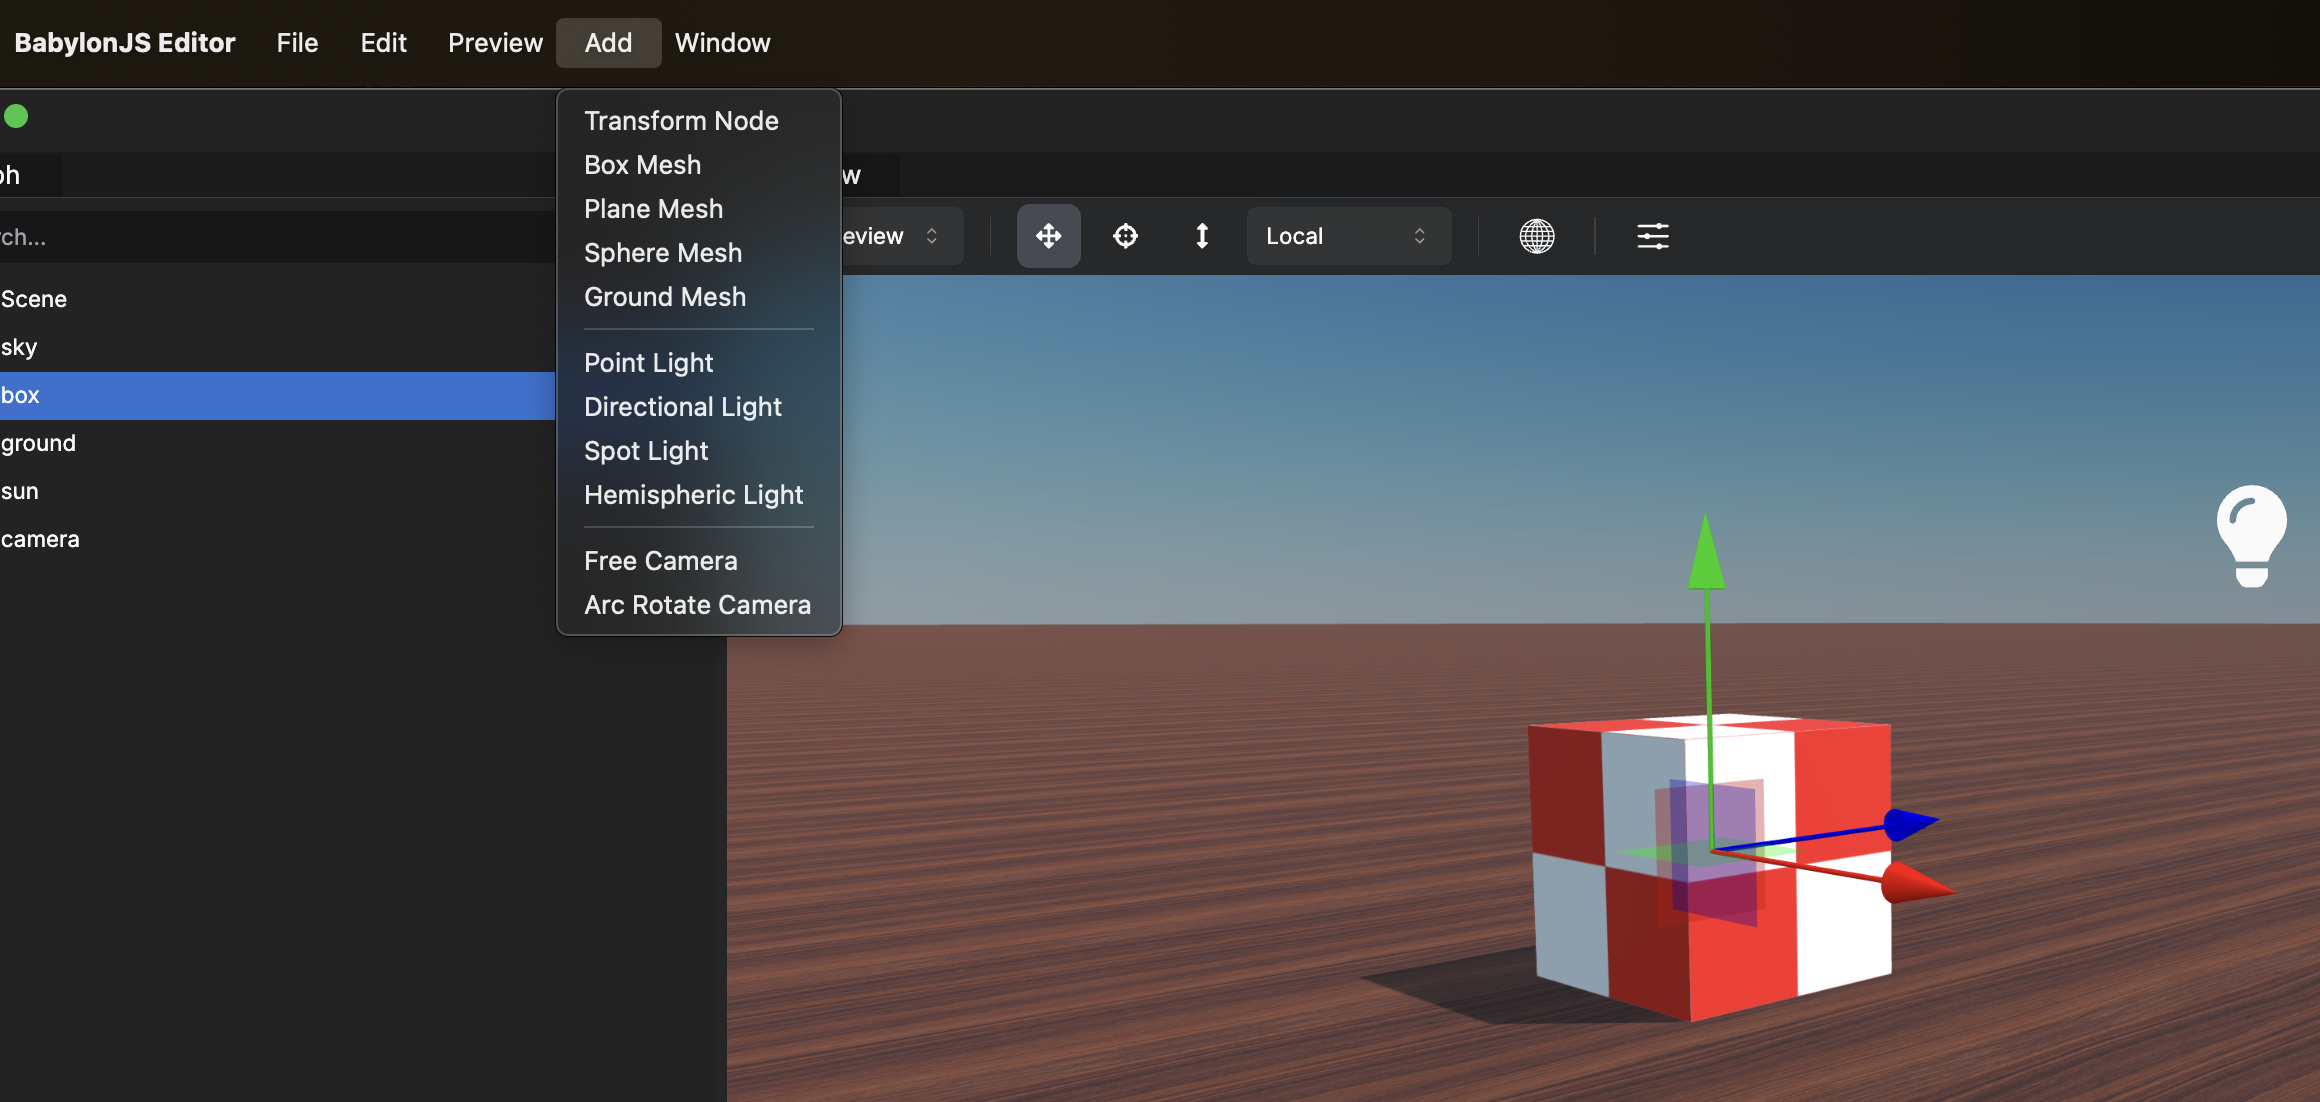 BabylonJS Editor File Edit Preview Add Window
Transform Node
Box Mesh
Plane Mesh
Sphere Mesh
Ground Mesh
Point Light
Directional Light
Spot Light
Hemispheric Light
Free Camera
Arc Rotate Camera
ph
w
rch...
eview
Local
Scene
sky
box
ground
sun
camera